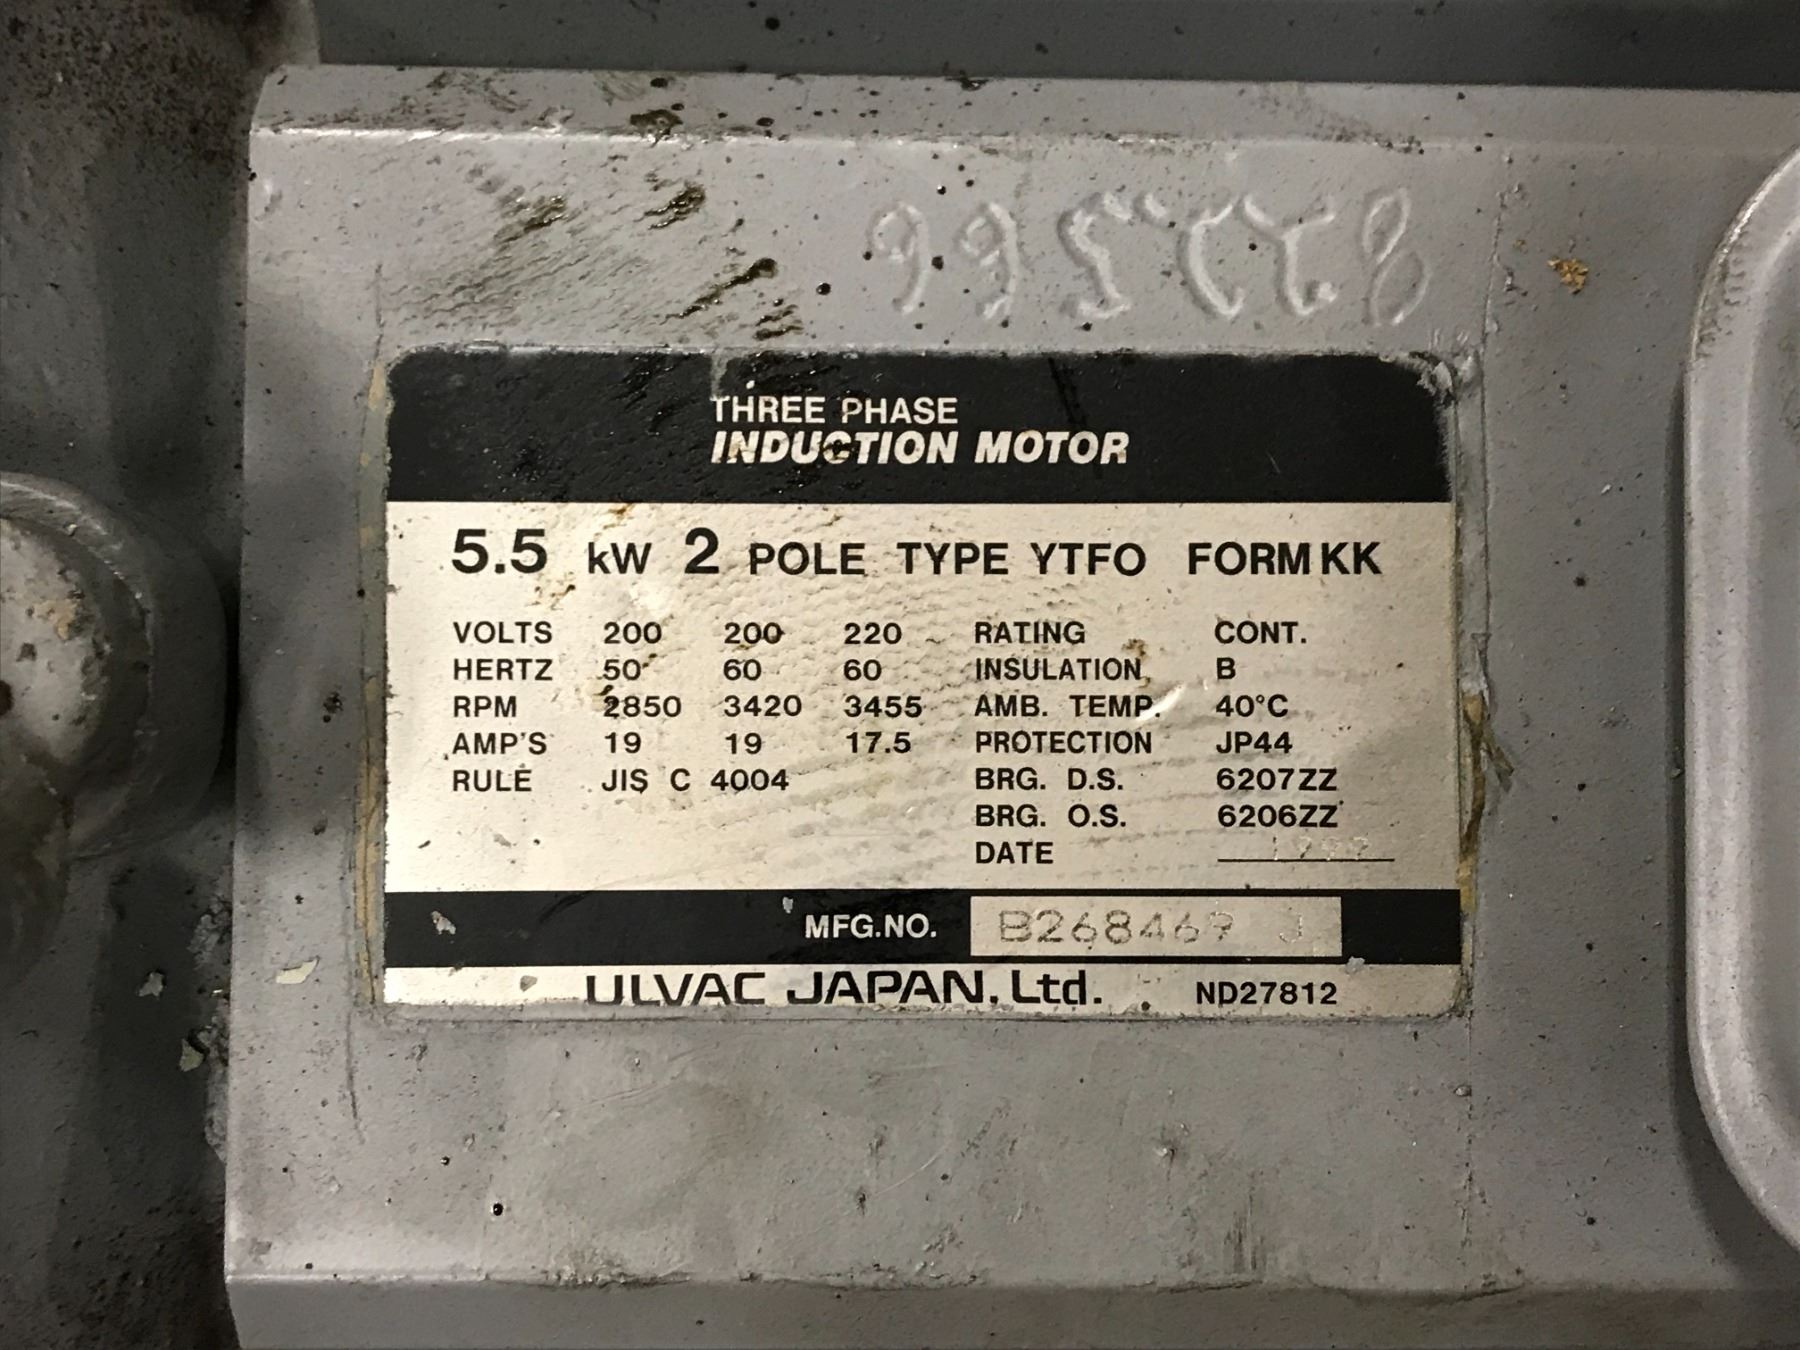 THREE PHASE
INDUCTION MOTOR
5.5 kW 2 POLE TYPE YTFO FORM KK
VOLTS 200 200 220 RATING CONT.
HERTZ 50 60 60 INSULATION B
RPM 2850 3420 3455 AMB. TEMP. 40°C
AMP'S 19 19 17.5 PROTECTION JP44
RULE JIS C 4004 BRG. D.S. 6207ZZ
BRG. O.S. 6206ZZ
DATE 1999
MFG.NO. B268469 J
ULVAC JAPAN, Ltd. ND27812